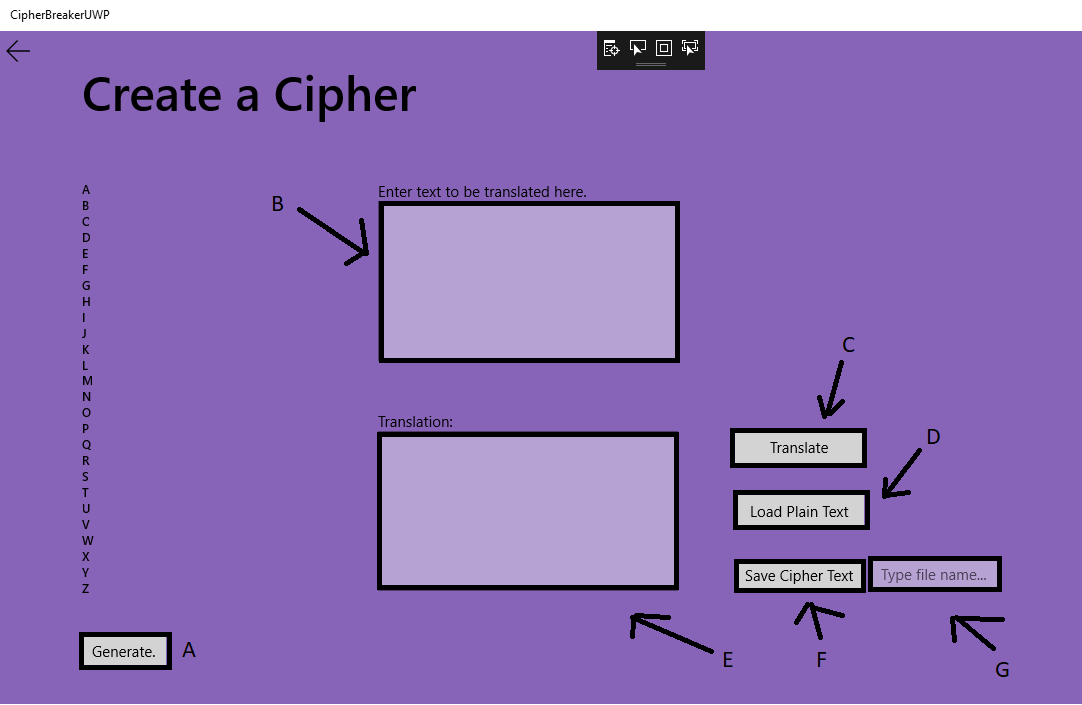 CipherBreakerUWP
Create a Cipher
A
B
C
D
E
F
G
H
I
J
K
L
M
N
O
P
Q
R
S
T
U
V
W
X
Y
Z
Generate.
A
B
Enter text to be translated here.
Translation:
E
C
Translate
D
Load Plain Text
Save Cipher Text
Type file name...
F
G